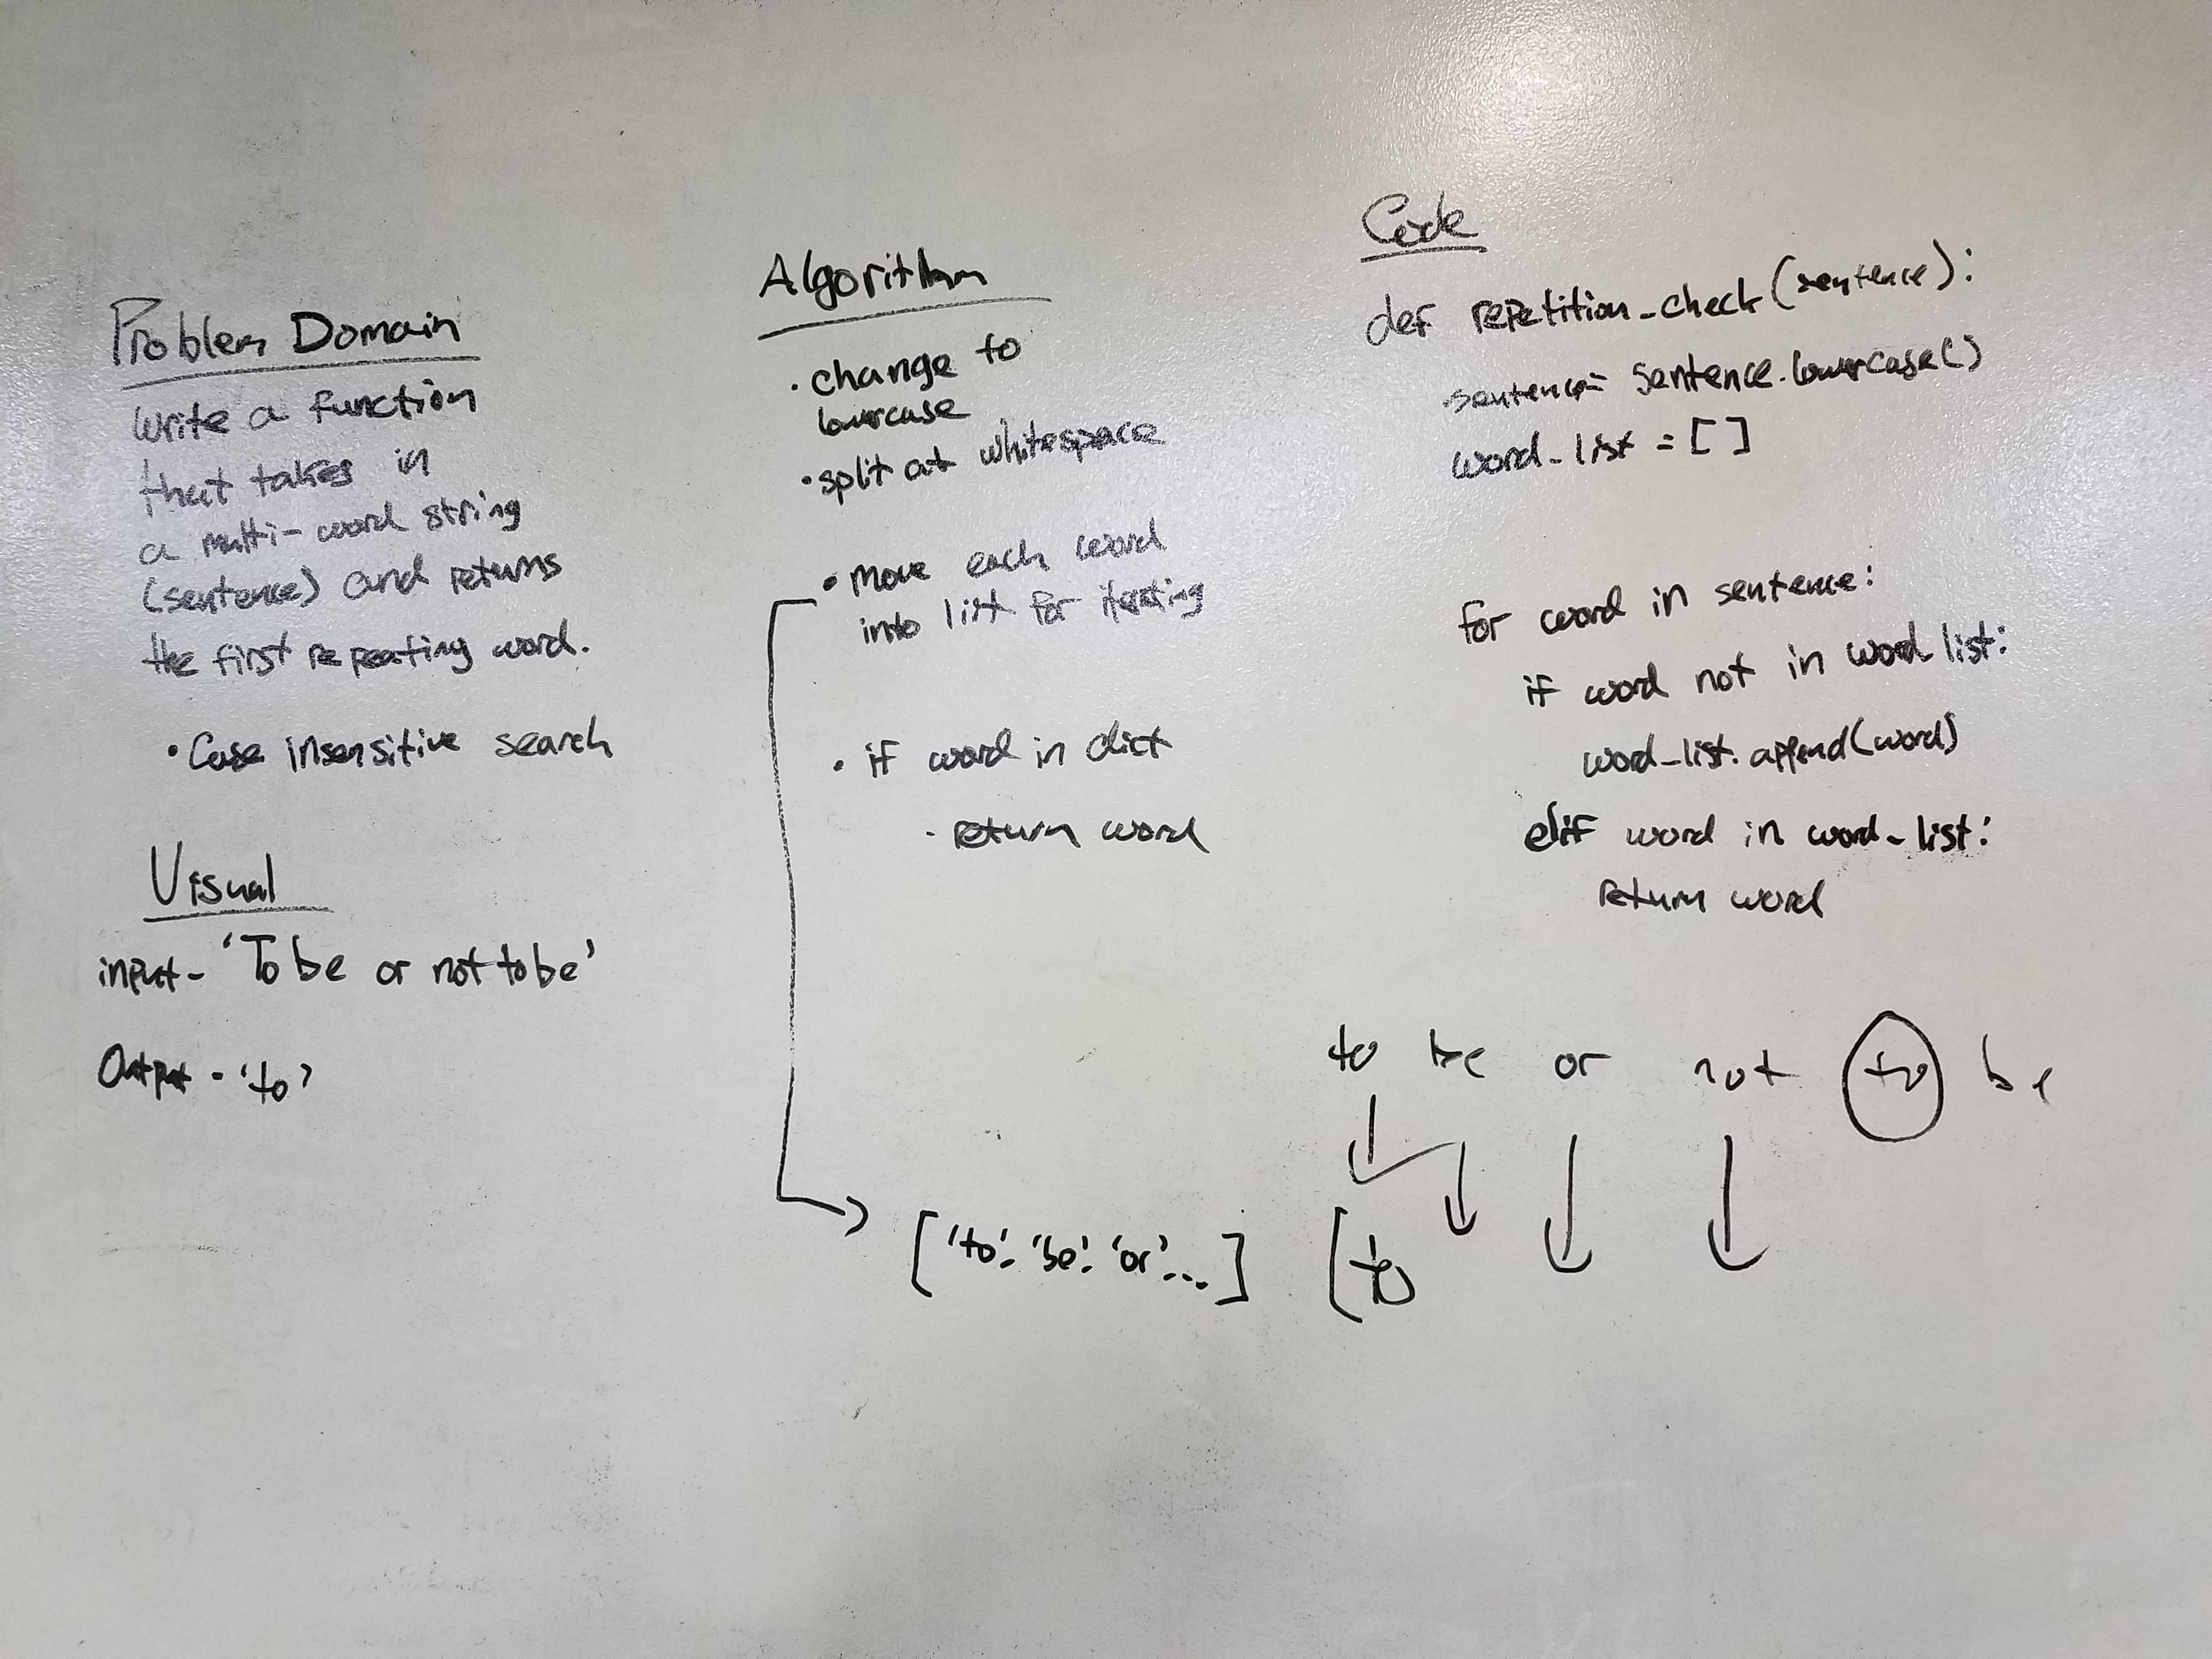 Problem Domain
Write a function
that takes in
a multi-word string
(sentence) and returns
the first repeating word.
• Case insensitive search
Visual
input - 'To be or not to be'
Output - 'to'
Algorithm
• change to
lowercase
• split at whitespace
• Move each word
into list for iterating
• if word in dict
- return word
['to', 'be', 'or'...]
Code
def repetition_check(sentence):
sentence = sentence.lowercase()
word_list = []
for word in sentence:
if word not in word_list:
word_list.append(word)
elif word in word_list:
return word
to be or not to be
[to